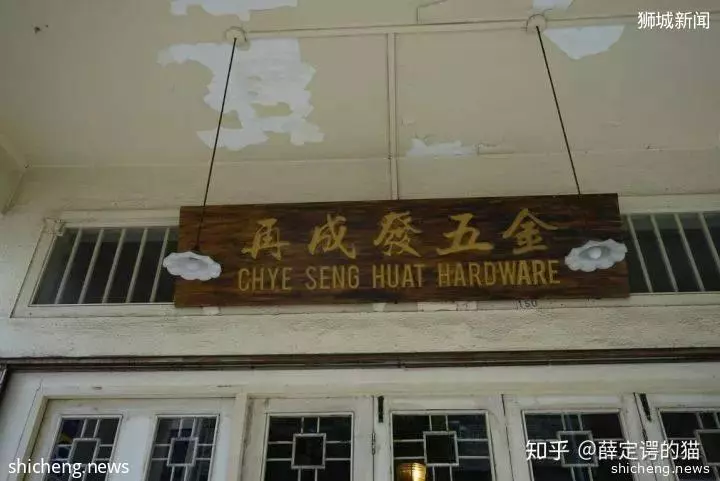 狮城新闻
再成發五金
CHYE SENG HUAT HARDWARE
150
知乎 @薛定谔的猫
shicheng.news
shicheng.news